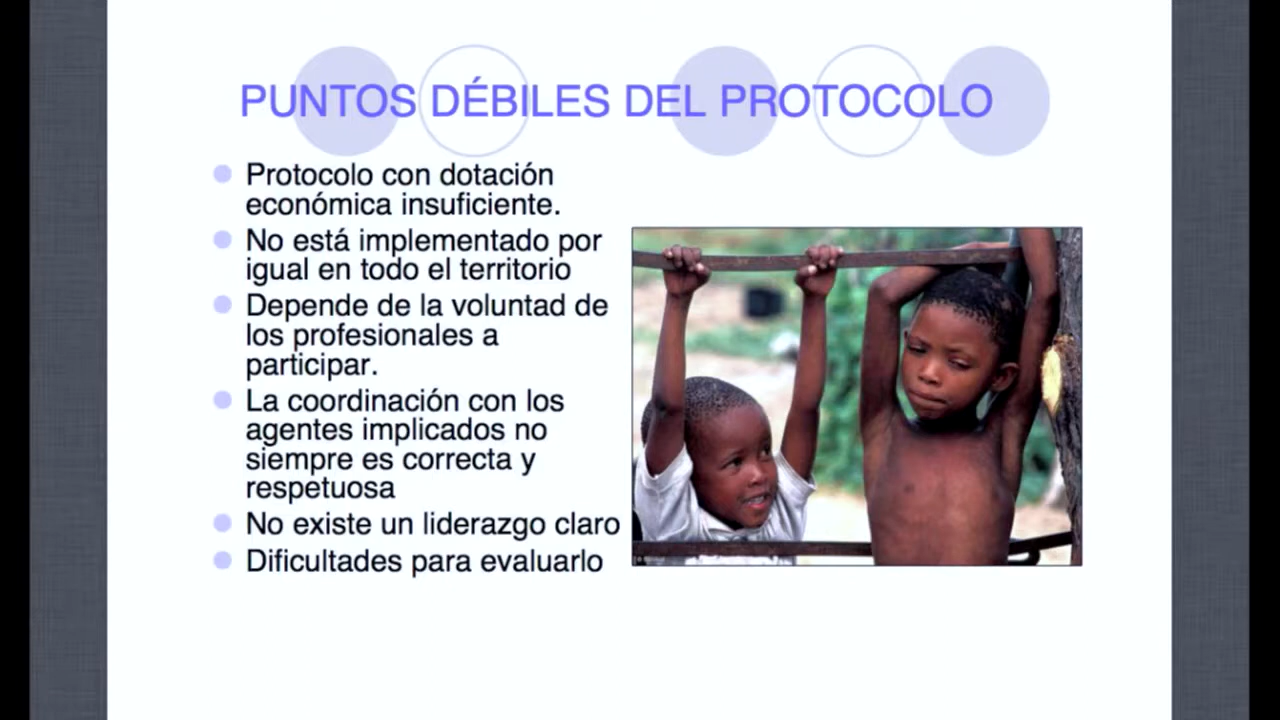 PUNTOS DÉBILES DEL PROTOCOLO
Protocolo con dotación
económica insuficiente.
No está implementado por
igual en todo el territorio
Depende de la voluntad de
los profesionales a
participar.
La coordinación con los
agentes implicados no
siempre es correcta y
respetuosa
No existe un liderazgo claro
Dificultades para evaluarlo